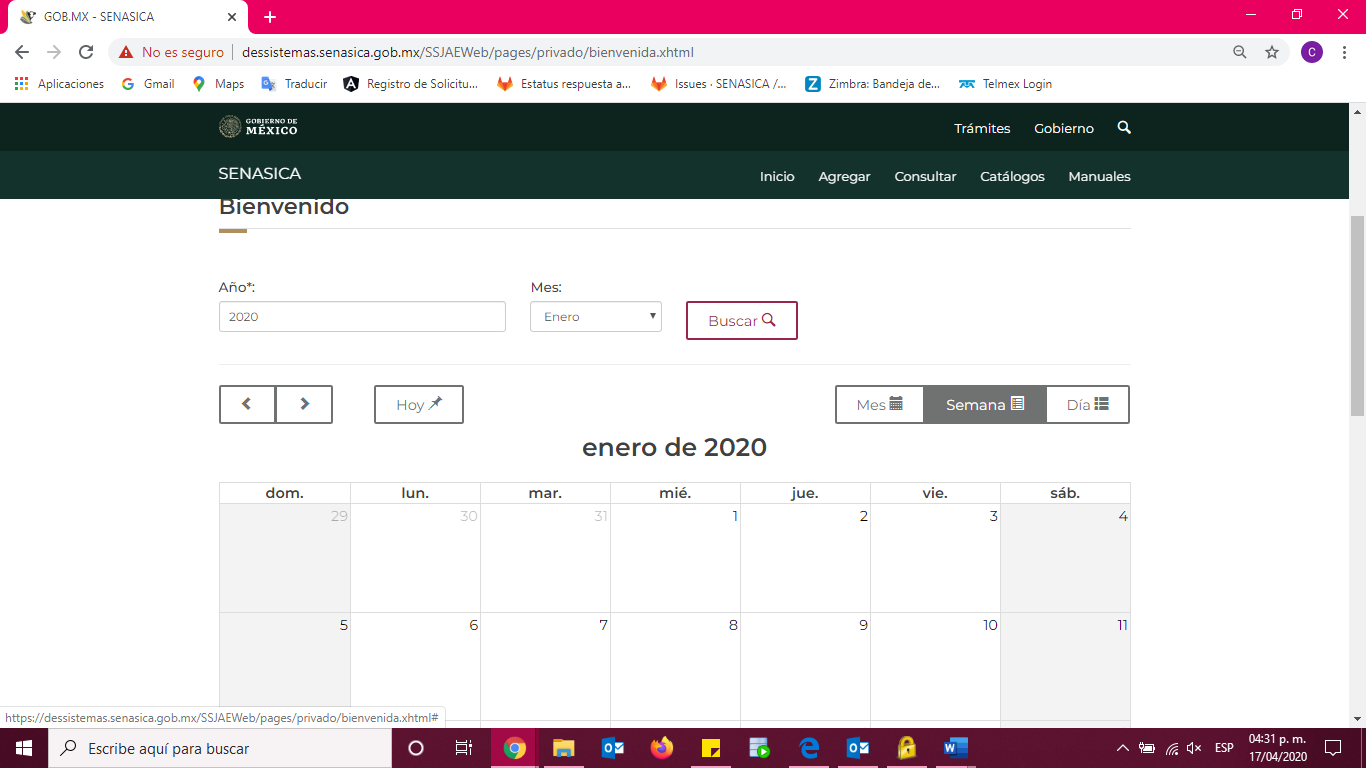 GOB.MX - SENASICA
No es seguro | dessistemas.senasica.gob.mx/SSJAEWeb/pages/privado/bienvenida.xhtml C
Aplicaciones Gmail Maps Traducir Registro de Solicitu... Estatus respuesta a... Issues · SENASICA /... Zimbra: Bandeja de... Telmex Login
GOBIERNO DE
MÉXICO
Trámites Gobierno
SENASICA Inicio Agregar Consultar Catálogos Manuales
Bienvenido
Año*: Mes:
2020 Enero Buscar
Hoy Mes Semana Día
enero de 2020
dom. lun. mar. mié. jue. vie. sáb.
29 30 31 1 2 3 4
5 6 7 8 9 10 11
https://dessistemas.senasica.gob.mx/SSJAEWeb/pages/privado/bienvenida.xhtml#
Escribe aquí para buscar ESP 04:31 p. m.
17/04/2020